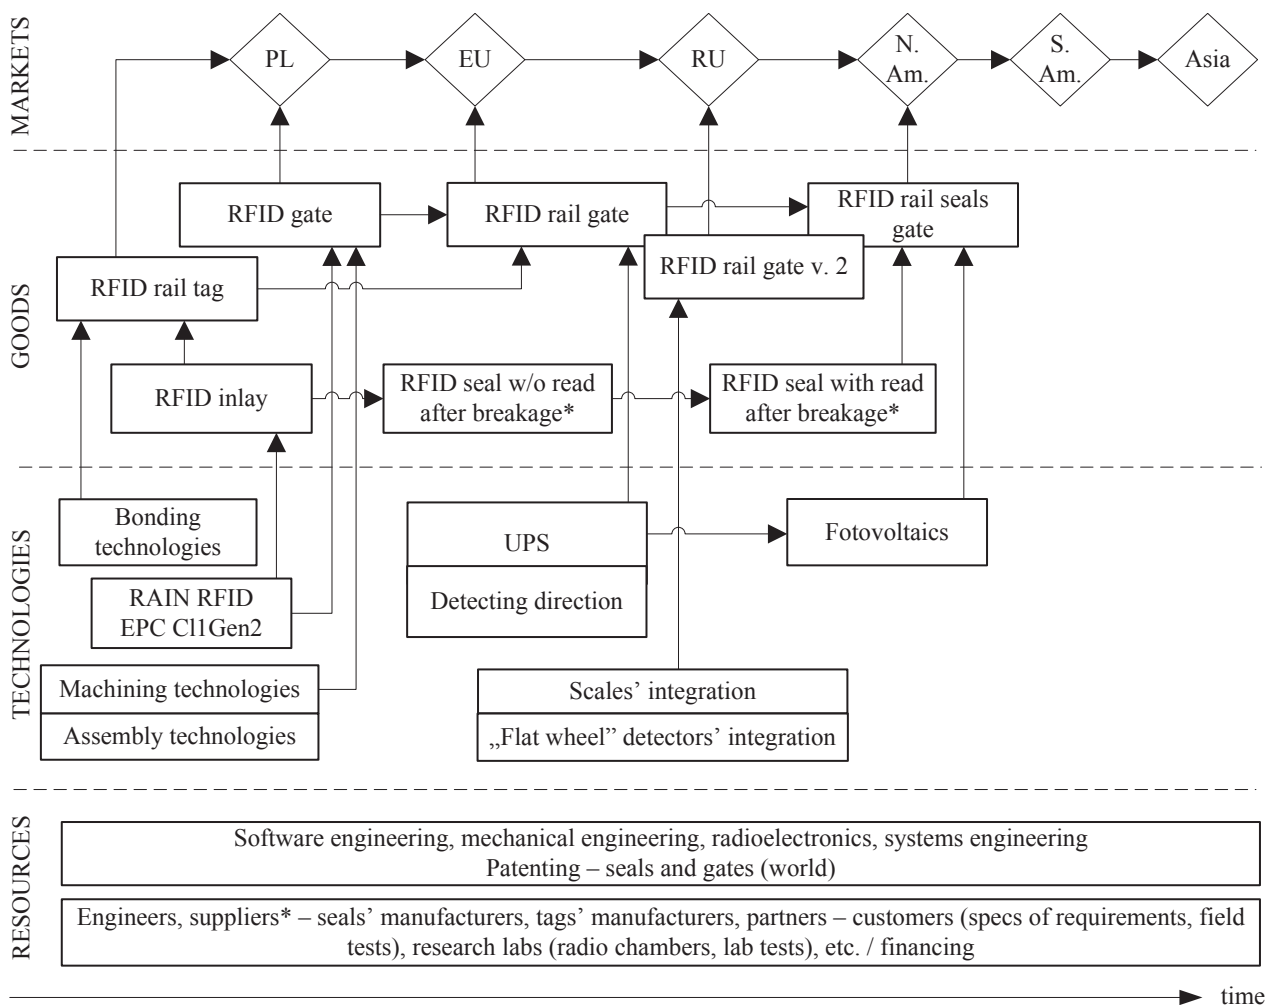 MARKETS
PL
EU
RU
N.
Am.
S.
Am.
Asia
GOODS
RFID gate
RFID rail gate
RFID rail seals
gate
RFID rail gate v. 2
RFID rail tag
RFID inlay
RFID seal w/o read
after breakage*
RFID seal with read
after breakage*
TECHNOLOGIES
Bonding
technologies
UPS
Fotovoltaics
Detecting direction
RAIN RFID
EPC Cl1Gen2
Machining technologies
Assembly technologies
Scales’ integration
„Flat wheel” detectors’ integration
RESOURCES
Software engineering, mechanical engineering, radioelectronics, systems engineering
Patenting – seals and gates (world)
Engineers, suppliers* – seals’ manufacturers, tags’ manufacturers, partners – customers (specs of requirements, field
tests), research labs (radio chambers, lab tests), etc. / financing
time